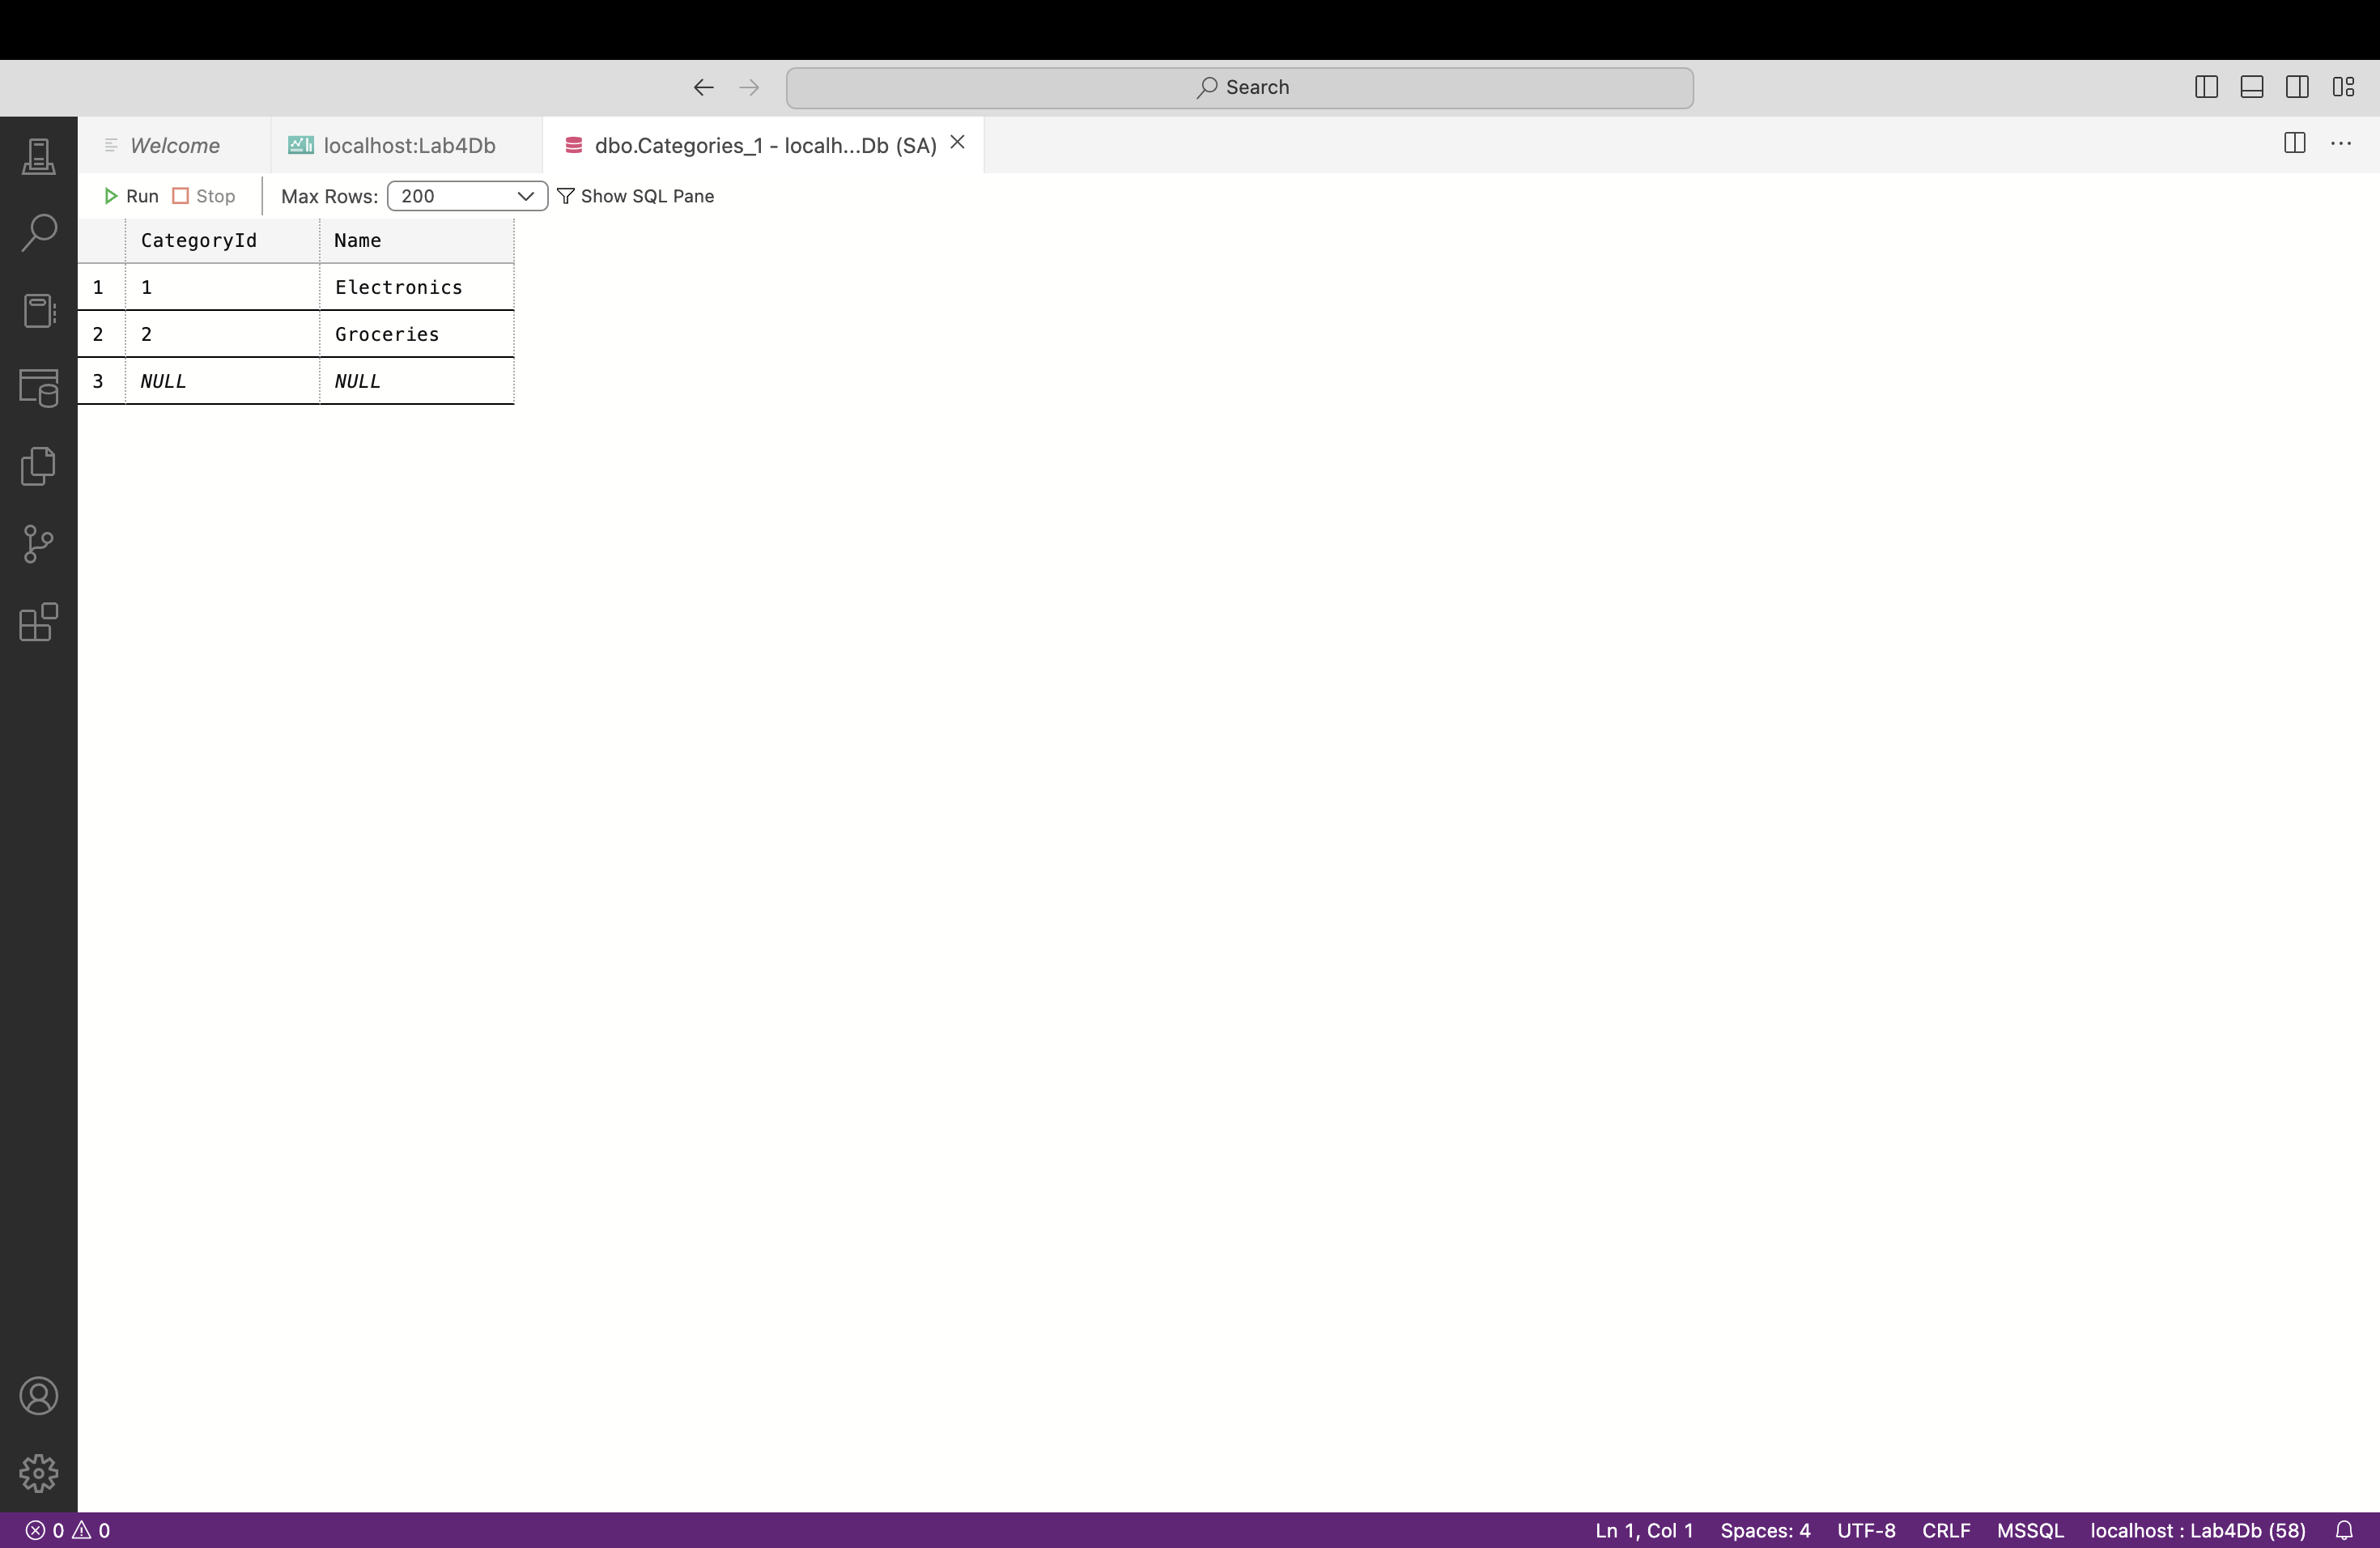 Search
Welcome localhost:Lab4Db dbo.Categories_1 - localh...Db (SA)
Run Stop Max Rows: 200 Show SQL Pane
CategoryId Name
1 1 Electronics
2 2 Groceries
3 NULL NULL
0 0 Ln 1, Col 1 Spaces: 4 UTF-8 CRLF MSSQL localhost : Lab4Db (58)